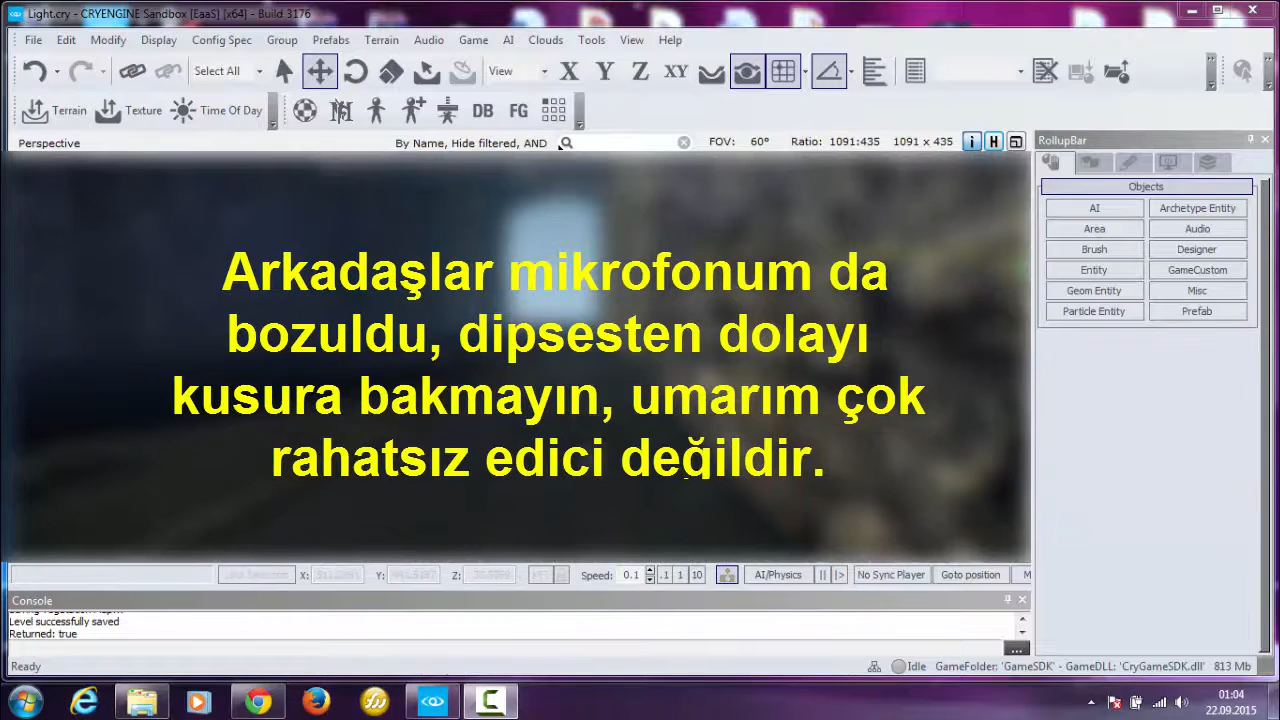 Light.cry - CRYENGINE Sandbox [EaaS] [x64] - Build 3176
File Edit Modify Display Config Spec Group Prefabs Terrain Audio Game AI Clouds Tools View Help
Select All View X Y Z XY
Terrain Texture Time Of Day DB FG
Perspective By Name, Hide filtered, AND FOV: 60° Ratio: 1091:435 1091 x 435 i H
RollupBar
Objects
AI Archetype Entity
Area Audio
Brush Designer
Entity GameCustom
Geom Entity Misc
Particle Entity Prefab
Arkadaşlar mikrofonum da
bozuldu, dipsesten dolayı
kusura bakmayın, umarım çok
rahatsız edici değildir.
X: Y: Z: Speed: 0.1 .1 1 10 AI/Physics No Sync Player Goto position M
Console
Level successfully saved
Returned: true
...
Ready Idle GameFolder: 'GameSDK' - GameDLL: 'CryGameSDK.dll' 813 Mb
01:04
22.09.2015